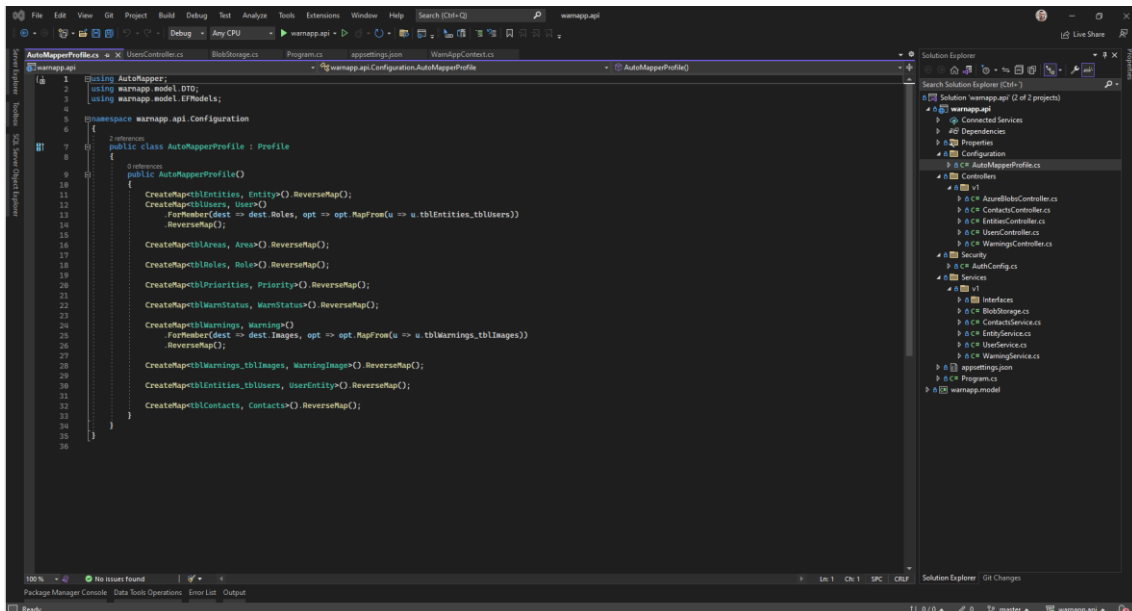 File Edit View Git Project Build Debug Test Analyze Tools Extensions Window Help Search (Ctrl+Q) warnapp.api
Debug Any CPU warnapp.api Live Share
AutoMapperProfile.cs UsersController.cs BlobStorage.cs Program.cs appsettings.json WarnAppContext.cs
warnapp.api warnapp.api.Configuration.AutoMapperProfile AutoMapperProfile()
Server Explorer
Toolbox
SQL Server Object Explorer
1 using AutoMapper;
2 using warnapp.model.DTO;
3 using warnapp.model.EFModels;
4
5 namespace warnapp.api.Configuration
6 {
2 references
7 public class AutoMapperProfile : Profile
8 {
0 references
9 public AutoMapperProfile()
10 {
11 CreateMap<tblEntities, Entity>().ReverseMap();
12 CreateMap<tblUsers, User>()
13 .ForMember(dest => dest.Roles, opt => opt.MapFrom(u => u.tblEntities_tblUsers))
14 .ReverseMap();
15
16 CreateMap<tblAreas, Area>().ReverseMap();
17
18 CreateMap<tblRoles, Role>().ReverseMap();
19
20 CreateMap<tblPriorities, Priority>().ReverseMap();
21
22 CreateMap<tblWarnStatus, WarnStatus>().ReverseMap();
23
24 CreateMap<tblWarnings, Warning>()
25 .ForMember(dest => dest.Images, opt => opt.MapFrom(u => u.tblWarnings_tblImages))
26 .ReverseMap();
27
28 CreateMap<tblWarnings_tblImages, WarningImage>().ReverseMap();
29
30 CreateMap<tblEntities_tblUsers, UserEntity>().ReverseMap();
31
32 CreateMap<tblContacts, Contacts>().ReverseMap();
33 }
34 }
35 }
36
100% No issues found Ln: 1 Ch: 1 SPC CRLF
Package Manager Console Data Tools Operations Error List Output
Ready 0 / 0 0 master warnapp.api
Solution Explorer
Search Solution Explorer (Ctrl+')
Solution 'warnapp.api' (2 of 2 projects)
warnapp.api
Connected Services
Dependencies
Properties
Configuration
C# AutoMapperProfile.cs
Controllers
v1
C# AzureBlobsController.cs
C# ContactsController.cs
C# EntitiesController.cs
C# UsersController.cs
C# WarningsController.cs
Security
C# AuthConfig.cs
Services
v1
Interfaces
C# BlobStorage.cs
C# ContactsService.cs
C# EntityService.cs
C# UserService.cs
C# WarningService.cs
appsettings.json
C# Program.cs
warnapp.model
Solution Explorer Git Changes
Properties